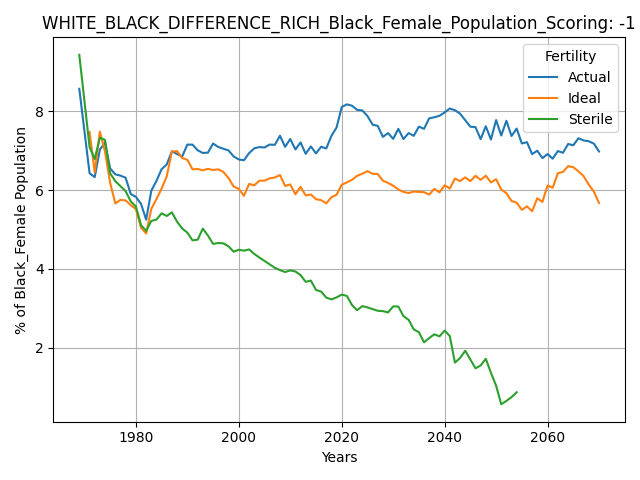 WHITE_BLACK_DIFFERENCE_RICH_Black_Female_Population_Scoring: -1
Fertility
Actual
Ideal
Sterile
% of Black_Female Population
8
6
4
2
1980
2000
2020
2040
2060
Years